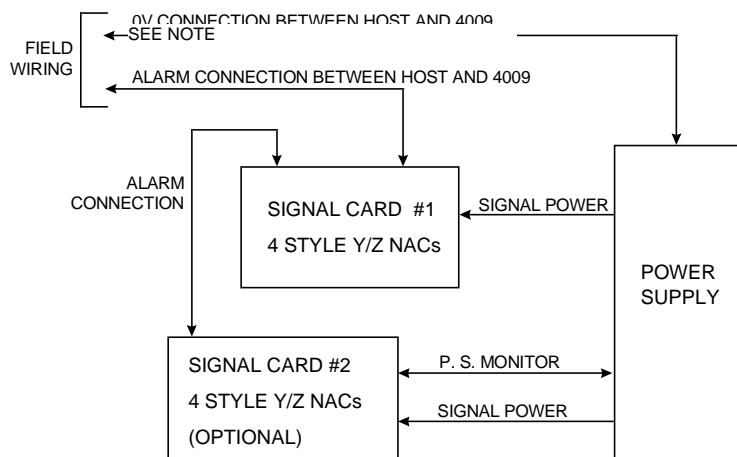 0V CONNECTION BETWEEN HOST AND 4009
SEE NOTE
FIELD
WIRING
ALARM CONNECTION BETWEEN HOST AND 4009
ALARM
CONNECTION
SIGNAL CARD #1
4 STYLE Y/Z NACs
SIGNAL POWER
POWER
SUPPLY
SIGNAL CARD #2
4 STYLE Y/Z NACs
(OPTIONAL)
P. S. MONITOR
SIGNAL POWER